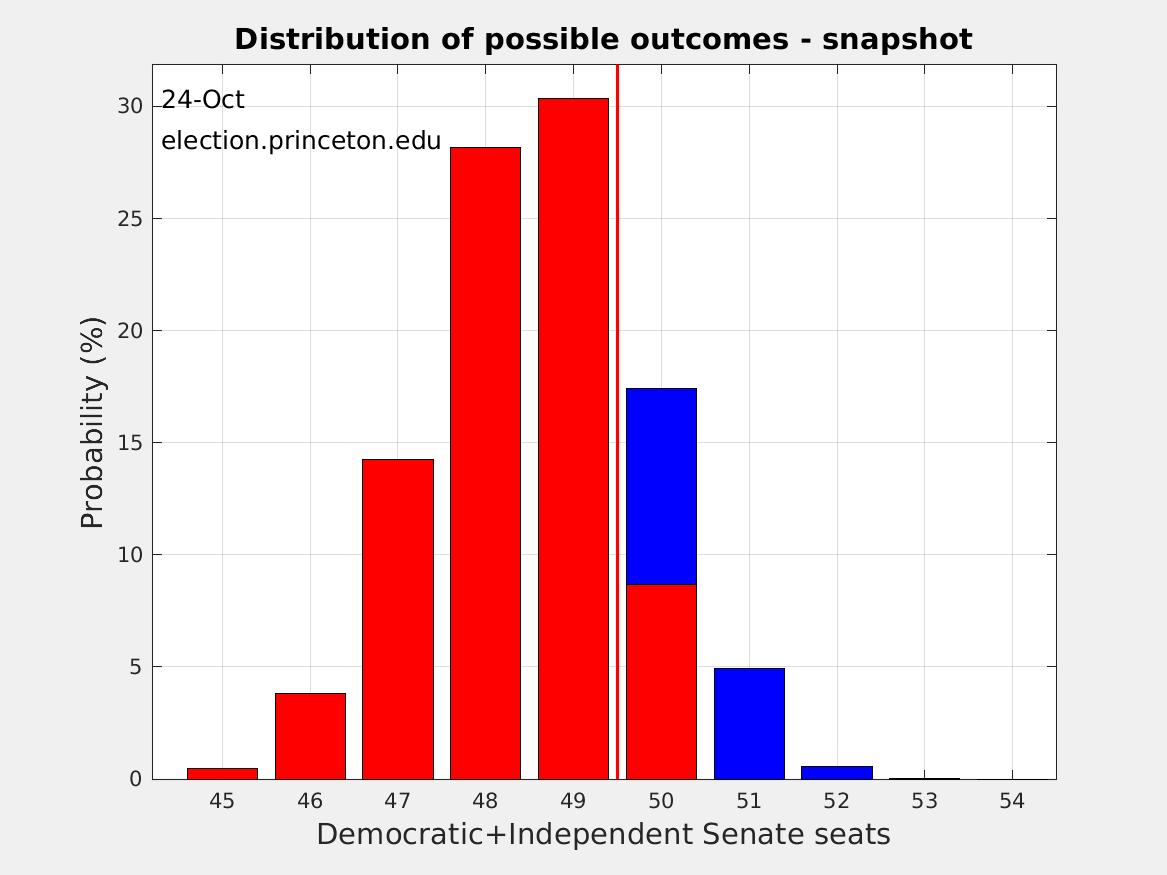 Distribution of possible outcomes - snapshot
24-Oct
election.princeton.edu
30
25
20
15
10
5
0
Probability (%)
45 46 47 48 49 50 51 52 53 54
Democratic+Independent Senate seats